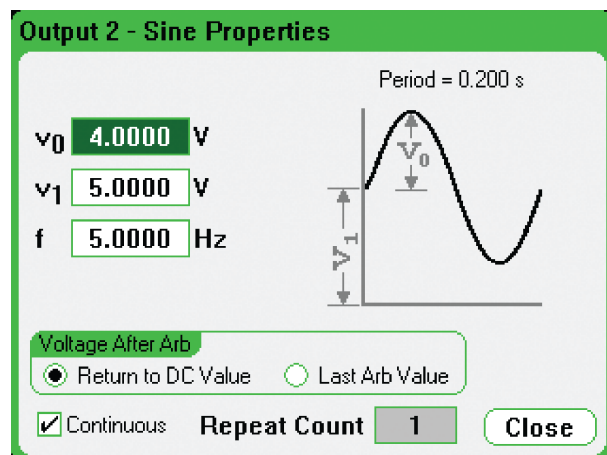 Output 2 - Sine Properties
Period = 0.200 s
v0 4.0000 V
v1 5.0000 V
f 5.0000 Hz
V0
V1
Voltage After Arb
Return to DC Value
Last Arb Value
Continuous
Repeat Count 1
Close